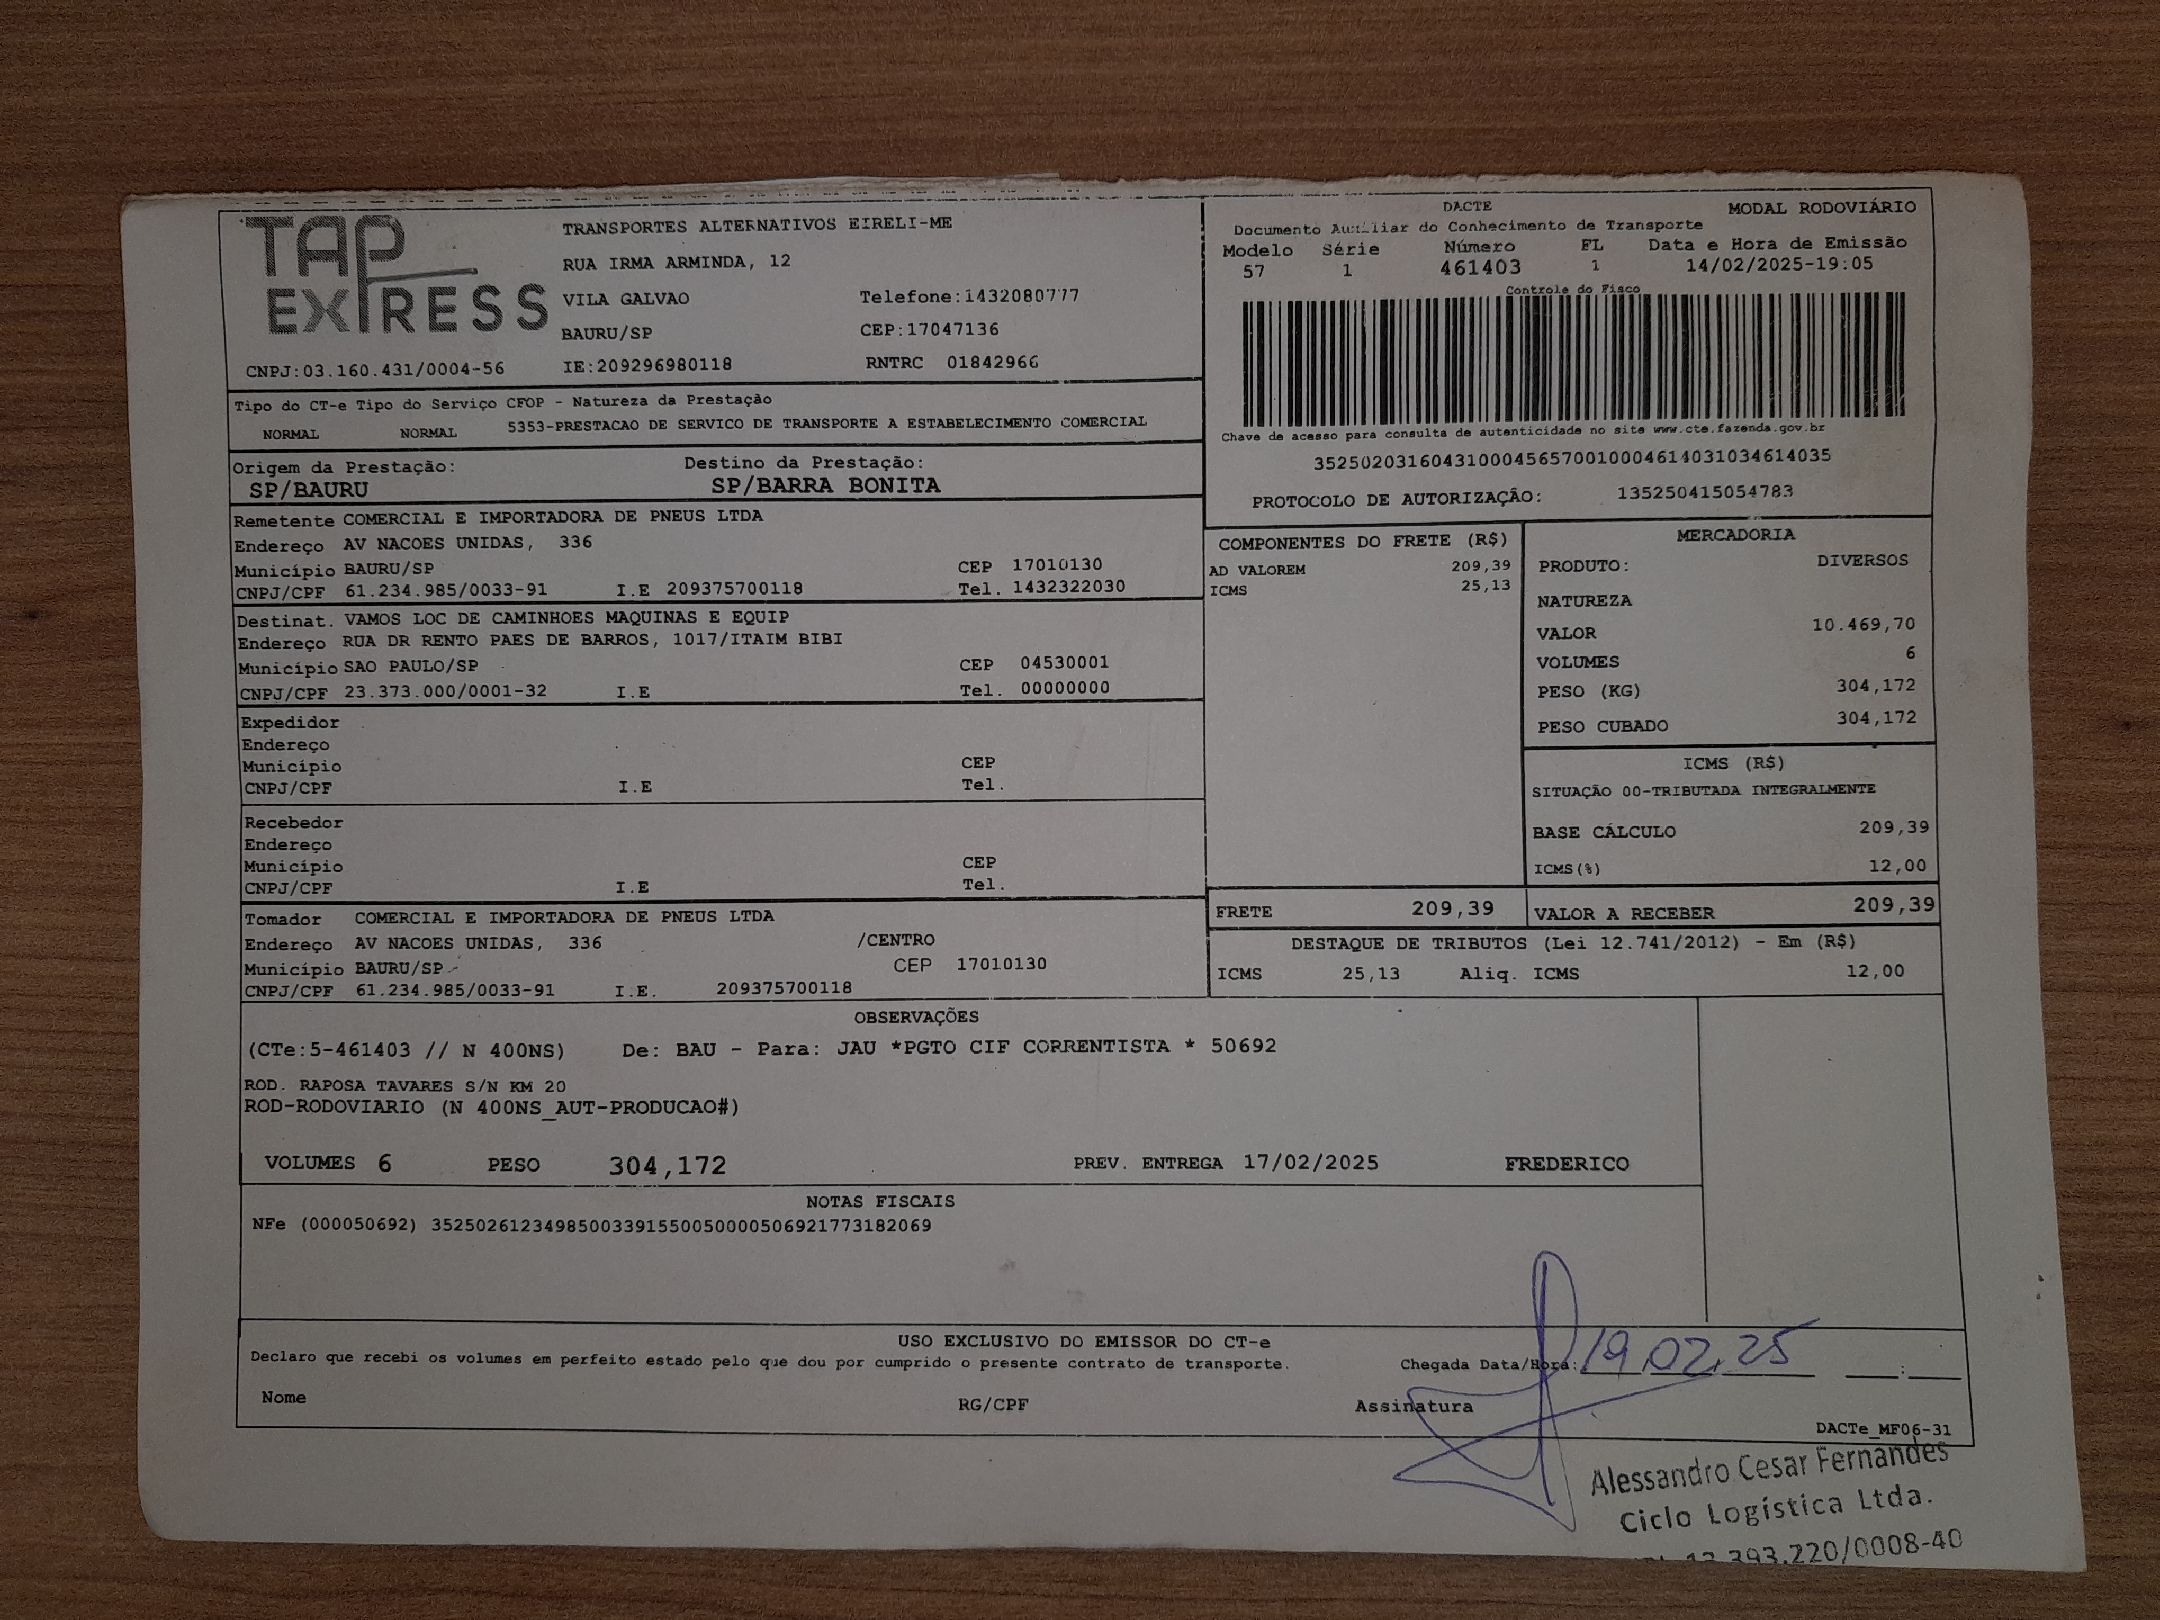 TAP EXPRESS
TRANSPORTES ALTERNATIVOS EIRELI-ME
RUA IRMA ARMINDA, 12
VILA GALVAO Telefone:1432080777
BAURU/SP CEP:17047136
CNPJ:03.160.431/0004-56 IE:209296980118 RNTRC 01842966
DACTE MODAL RODOVIÁRIO
Documento Auxiliar do Conhecimento de Transporte
Modelo Série Número FL Data e Hora de Emissão
57 1 461403 1 14/02/2025-19:05
Controle do Fisco
Chave de acesso para consulta de autenticidade no site www.cte.fazenda.gov.br
35250203160431000456570010004614031034614035
PROTOCOLO DE AUTORIZAÇÃO: 135250415054783
Tipo do CT-e Tipo do Serviço CFOP - Natureza da Prestação
NORMAL NORMAL 5353-PRESTACAO DE SERVICO DE TRANSPORTE A ESTABELECIMENTO COMERCIAL
Origem da Prestação: Destino da Prestação:
SP/BAURU SP/BARRA BONITA
Remetente COMERCIAL E IMPORTADORA DE PNEUS LTDA
Endereço AV NACOES UNIDAS, 336
Município BAURU/SP CEP 17010130
CNPJ/CPF 61.234.985/0033-91 I.E 209375700118 Tel. 1432322030
Destinat. VAMOS LOC DE CAMINHOES MAQUINAS E EQUIP
Endereço RUA DR RENTO PAES DE BARROS, 1017/ITAIM BIBI
Município SAO PAULO/SP CEP 04530001
CNPJ/CPF 23.373.000/0001-32 I.E Tel. 00000000
Expedidor
Endereço
Município CEP
CNPJ/CPF I.E Tel.
Recebedor
Endereço
Município CEP
CNPJ/CPF I.E Tel.
Tomador COMERCIAL E IMPORTADORA DE PNEUS LTDA
Endereço AV NACOES UNIDAS, 336 /CENTRO
Município BAURU/SP CEP 17010130
CNPJ/CPF 61.234.985/0033-91 I.E. 209375700118
COMPONENTES DO FRETE (R$)
AD VALOREM 209,39
ICMS 25,13
MERCADORIA
PRODUTO: DIVERSOS
NATUREZA
VALOR 10.469,70
VOLUMES 6
PESO (KG) 304,172
PESO CUBADO 304,172
ICMS (R$)
SITUAÇÃO 00-TRIBUTADA INTEGRALMENTE
BASE CÁLCULO 209,39
ICMS(%) 12,00
FRETE 209,39 VALOR A RECEBER 209,39
DESTAQUE DE TRIBUTOS (Lei 12.741/2012) - Em (R$)
ICMS 25,13 Aliq. ICMS 12,00
OBSERVAÇÕES
(CTe:5-461403 // N 400NS) De: BAU - Para: JAU *PGTO CIF CORRENTISTA * 50692
ROD. RAPOSA TAVARES S/N KM 20
ROD-RODOVIARIO (N 400NS_AUT-PRODUCAO#)
VOLUMES 6 PESO 304,172 PREV. ENTREGA 17/02/2025 FREDERICO
NOTAS FISCAIS
NFe (000050692) 35250261234985003391550050000506921773182069
USO EXCLUSIVO DO EMISSOR DO CT-e
Declaro que recebi os volumes em perfeito estado pelo que dou por cumprido o presente contrato de transporte. Chegada Data/Hora: 19.02.25 :
Nome RG/CPF Assinatura
DACTe_MF06-31
Alessandro Cesar Fernandes
Ciclo Logística Ltda.
393.220/0008-40